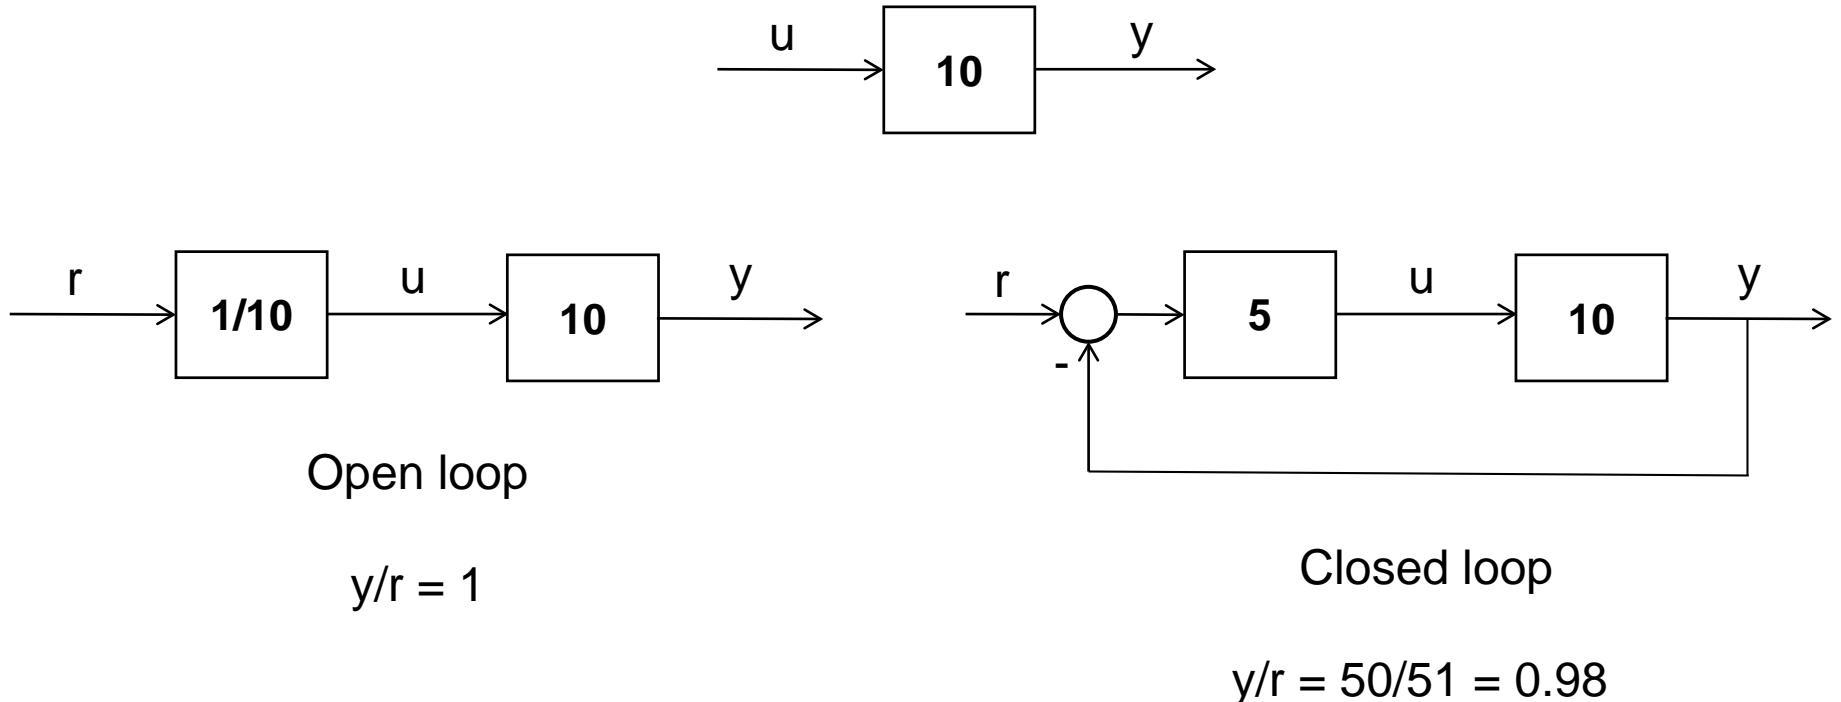 u
10
y
r
1/10
u
10
y
Open loop
y/r = 1
r
-
5
u
10
y
Closed loop
y/r = 50/51 = 0.98